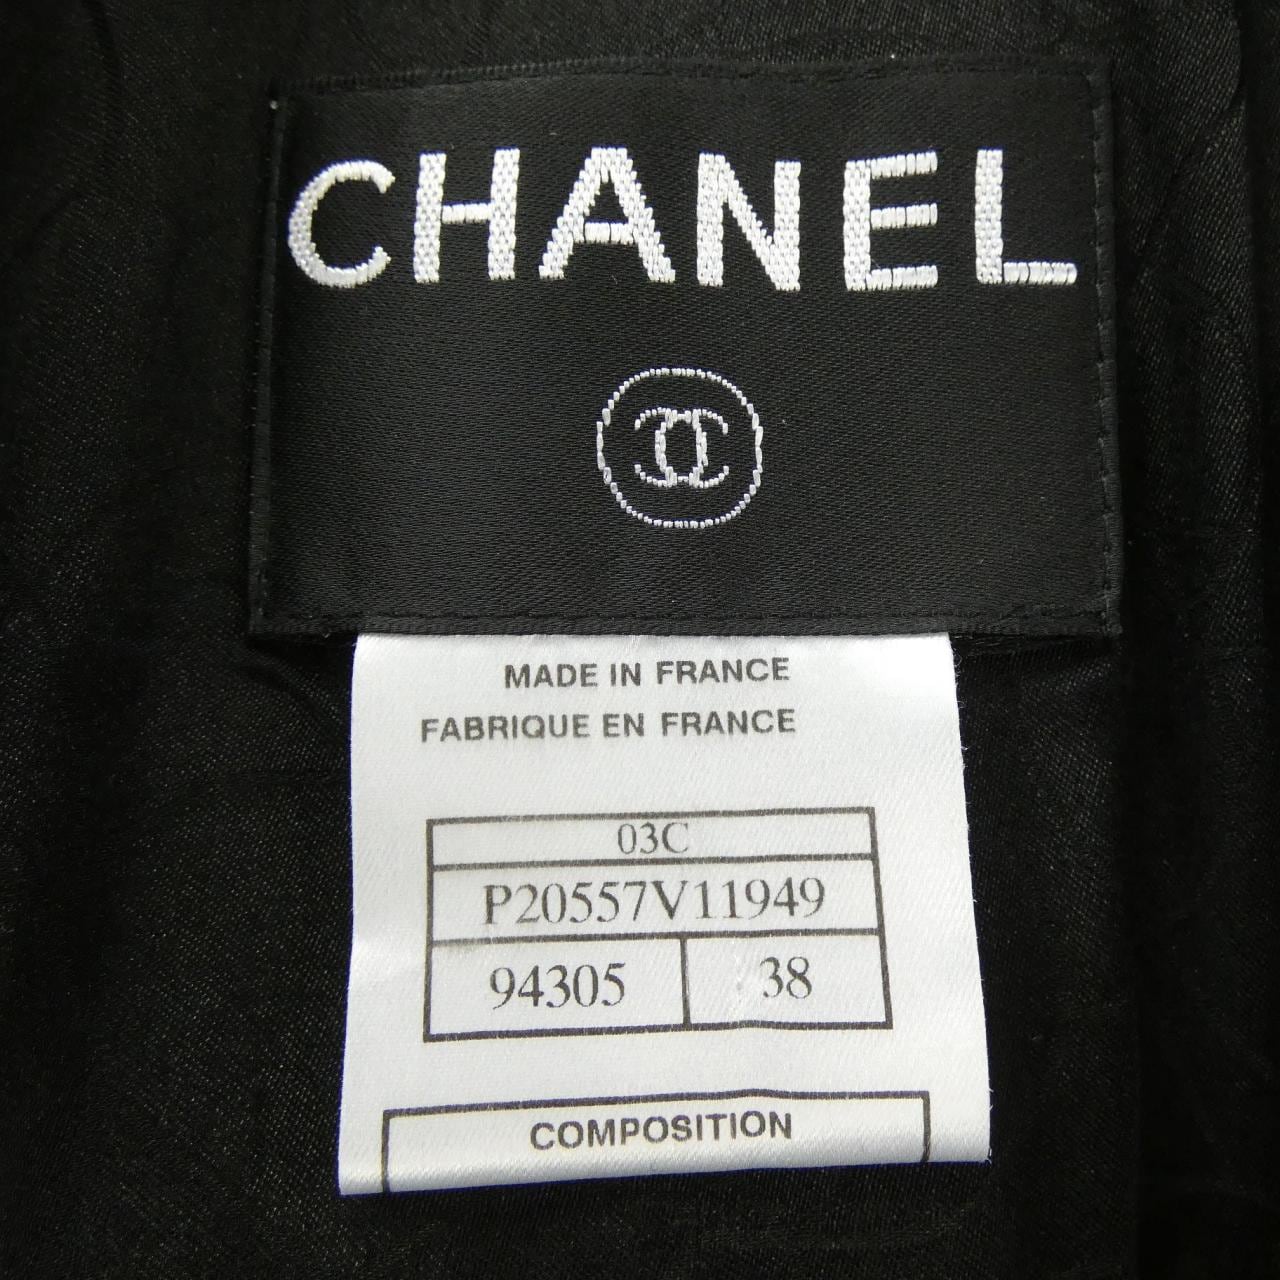 CHANEL
MADE IN FRANCE
FABRIQUE EN FRANCE
03C
P20557V11949
94305 38
COMPOSITION